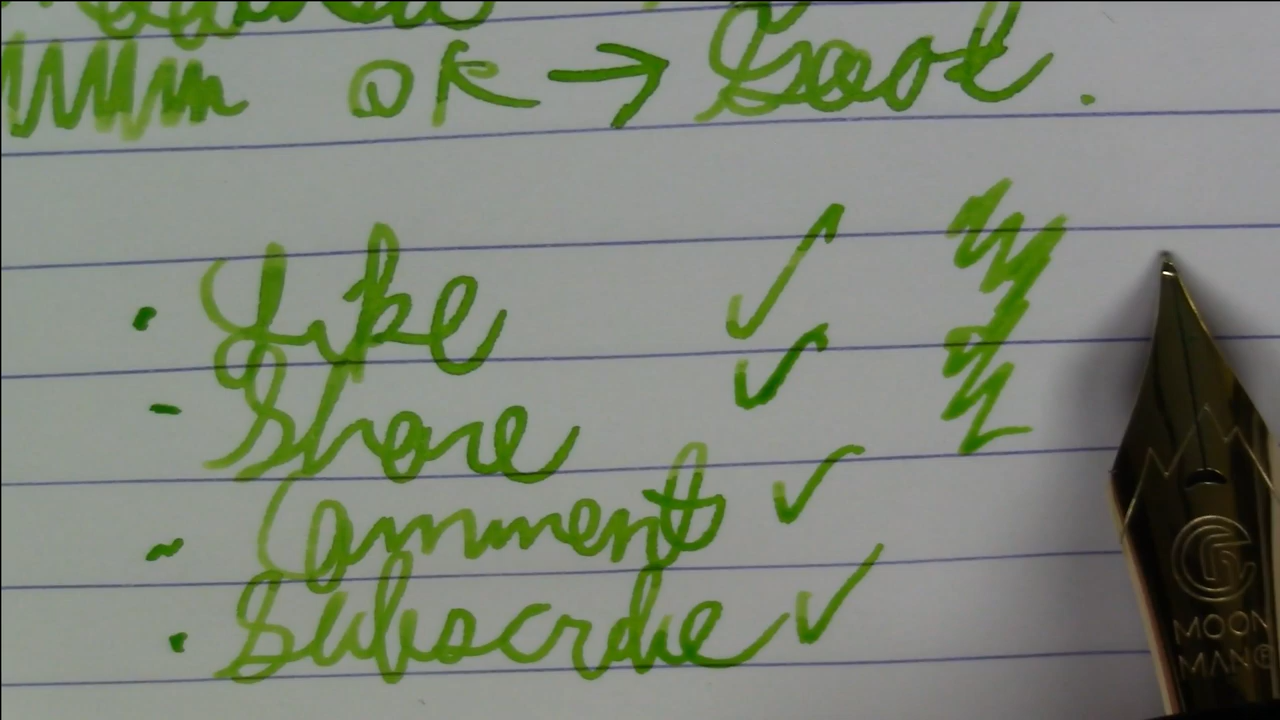 OK → Good.
· Like ✓
- Share ✓
~ Comment ✓
· Subscribe ✓
MOON
MAN®